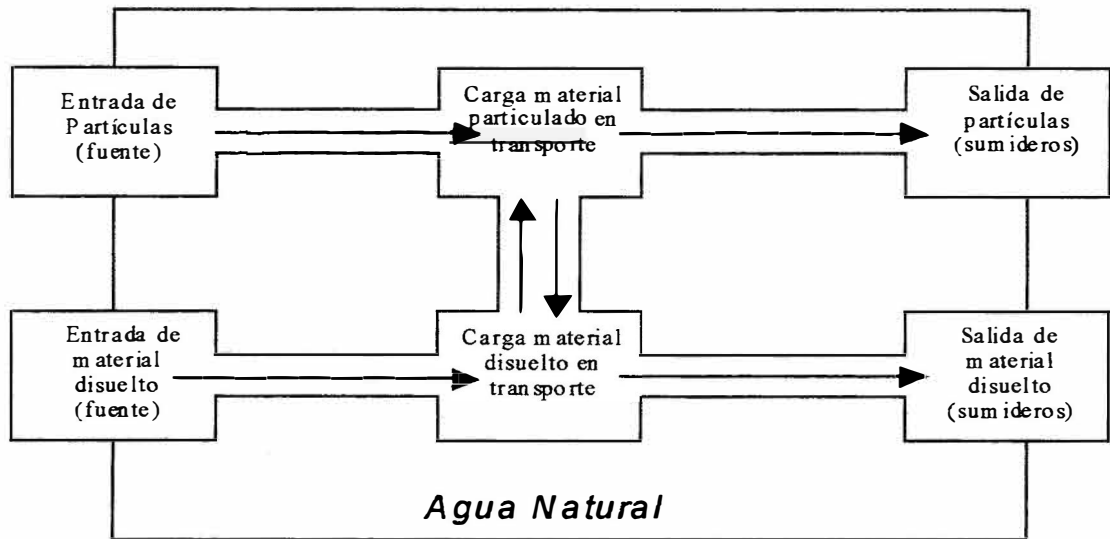 Entrada de
Partículas
(fuente)
Carga material
particulado en
transporte
Salida de
partículas
(sumideros)
Entrada de
material
disuelto
(fuente)
Carga material
disuelto en
transporte
Salida de
material
disuelto
(sumideros)
Agua Natural